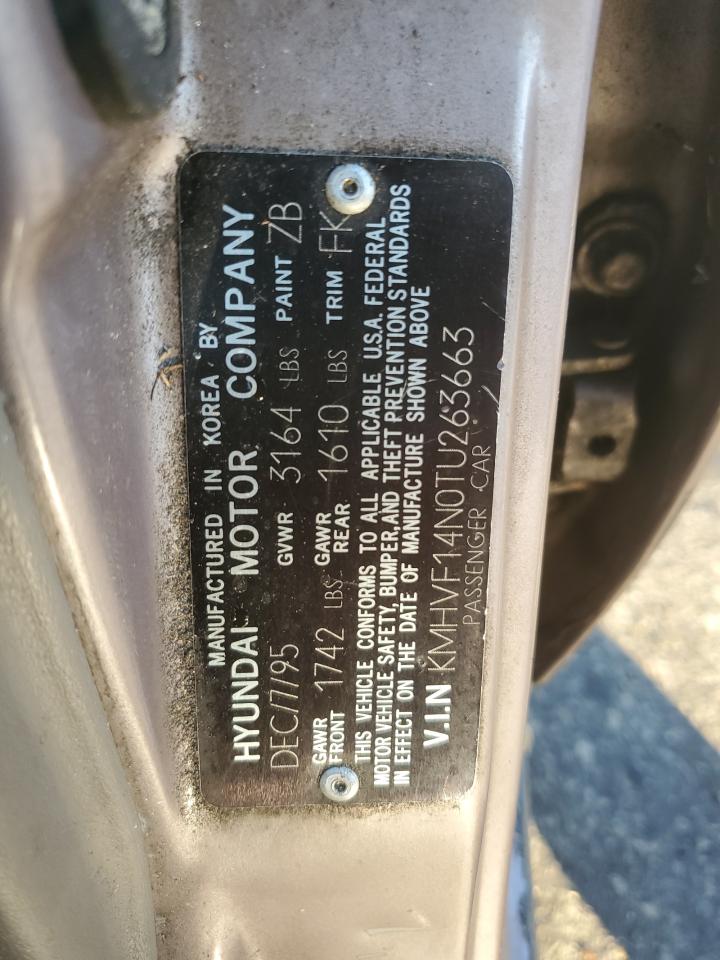 MANUFACTURED IN KOREA BY
HYUNDAI MOTOR COMPANY
DEC/7/95 GVWR 3164 LBS PAINT ZB
GAWR FRONT 1742 LBS GAWR REAR 1610 LBS TRIM FK
THIS VEHICLE CONFORMS TO ALL APPLICABLE U.S.A. FEDERAL
MOTOR VEHICLE SAFETY, BUMPER, AND THEFT PREVENTION STANDARDS
IN EFFECT ON THE DATE OF MANUFACTURE SHOWN ABOVE
V.I.N KMHVF14N0TU263663
PASSENGER CAR